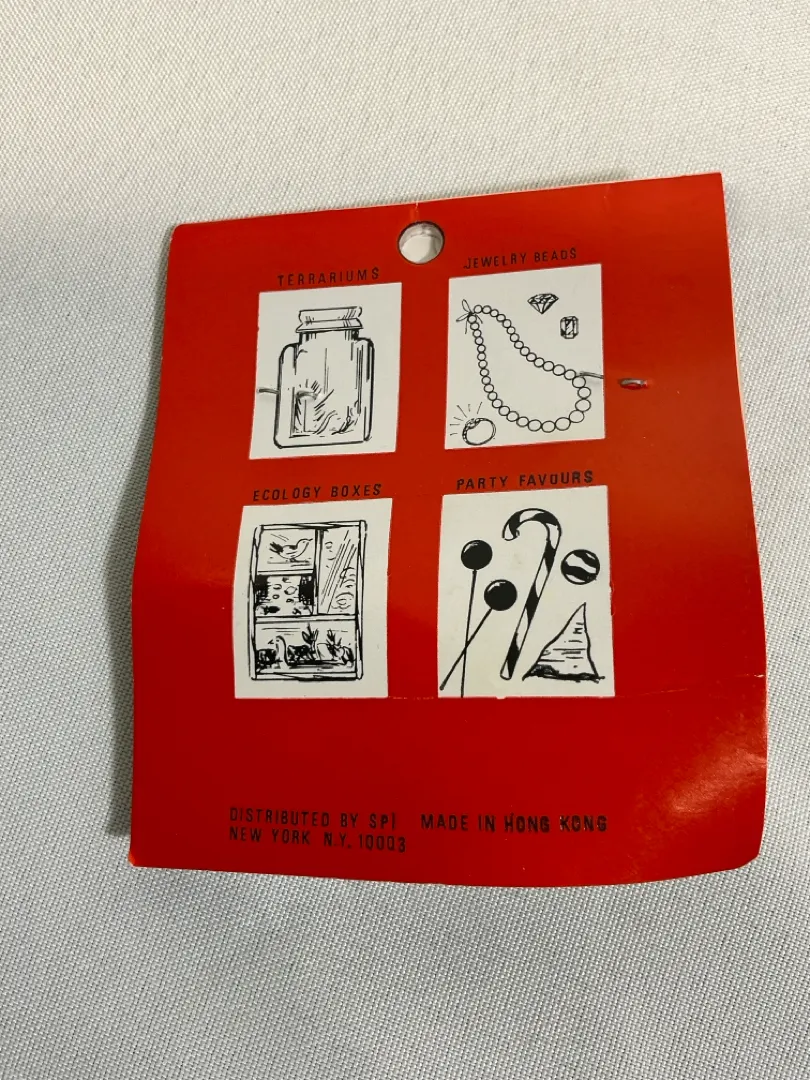 TERRARIUMS
JEWELRY BEADS
ECOLOGY BOXES
PARTY FAVOURS
DISTRIBUTED BY SPI MADE IN HONG KONG
NEW YORK N.Y. 10003